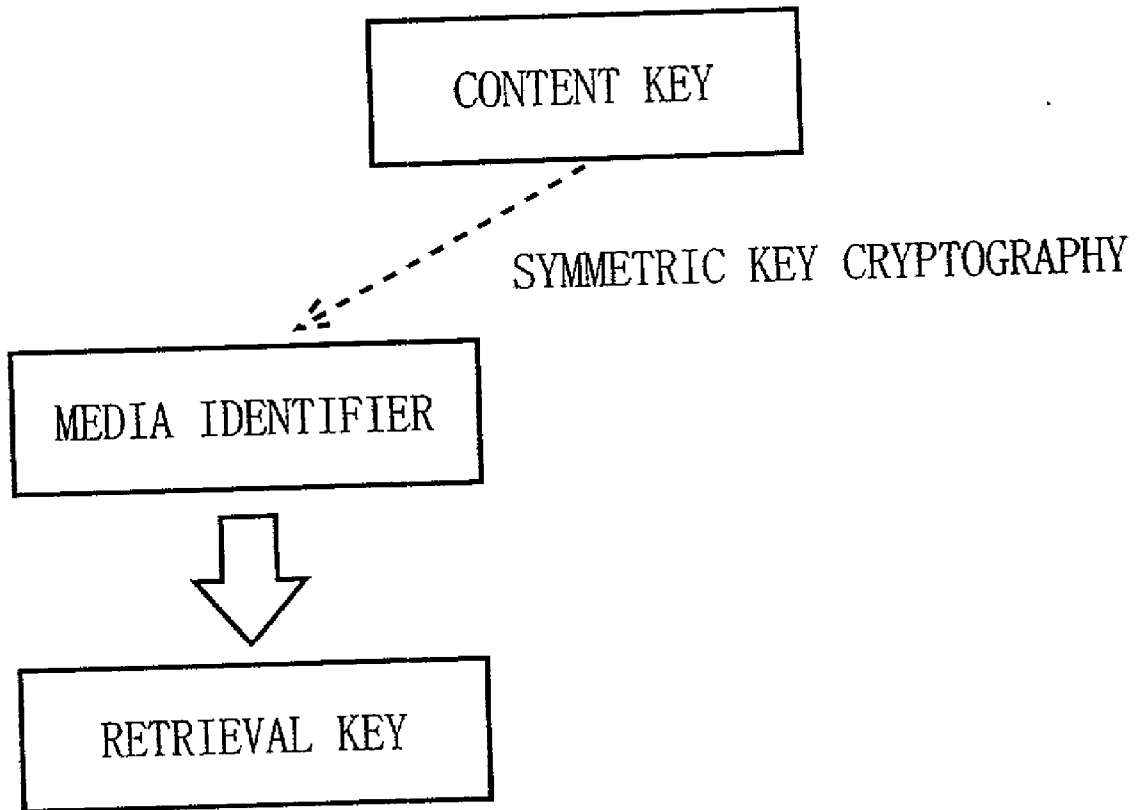 CONTENT KEY
SYMMETRIC KEY CRYPTOGRAPHY
MEDIA IDENTIFIER
RETRIEVAL KEY